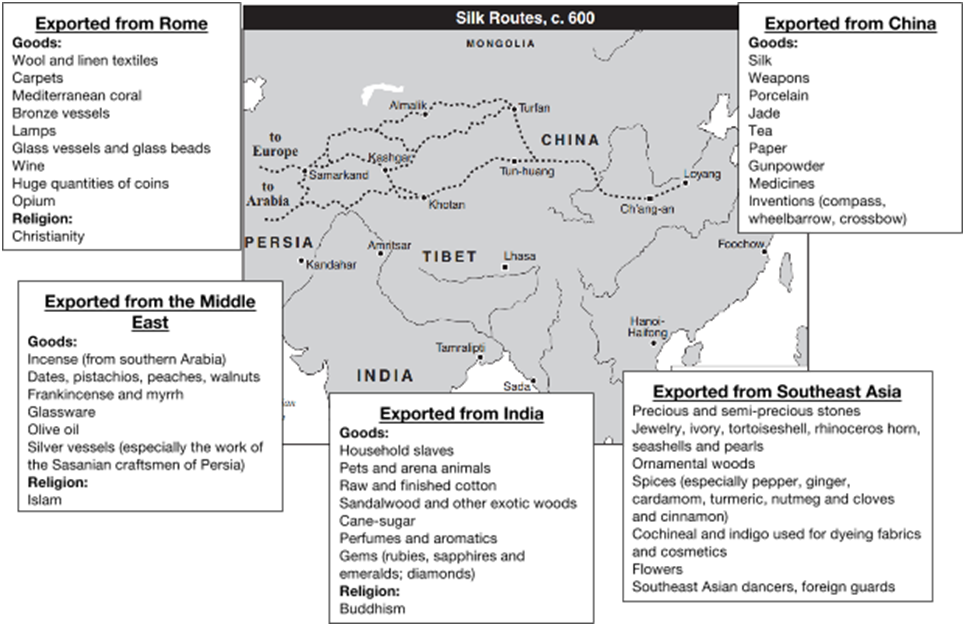 Exported from Rome
Goods:
Wool and linen textiles
Carpets
Mediterranean coral
Bronze vessels
Lamps
Glass vessels and glass beads
Wine
Huge quantities of coins
Opium
Religion:
Christianity
Silk Routes, c. 600
MONGOLIA
Almalik
Turfan
CHINA
to
Europe
Kashgar
Samarkand
Tun-huang
Loyang
to
Arabia
Khotan
Ch'ang-an
PERSIA
Amritsar
TIBET
Lhasa
Foochow
Kandahar
Hanoi-
Haifong
Tamralipti
INDIA
Sada
Exported from China
Goods:
Silk
Weapons
Porcelain
Jade
Tea
Paper
Gunpowder
Medicines
Inventions (compass,
wheelbarrow, crossbow)
Exported from the Middle
East
Goods:
Incense (from southern Arabia)
Dates, pistachios, peaches, walnuts
Frankincense and myrrh
Glassware
Olive oil
Silver vessels (especially the work of
the Sasanian craftsmen of Persia)
Religion:
Islam
Exported from India
Goods:
Household slaves
Pets and arena animals
Raw and finished cotton
Sandalwood and other exotic woods
Cane-sugar
Perfumes and aromatics
Gems (rubies, sapphires and
emeralds; diamonds)
Religion:
Buddhism
Exported from Southeast Asia
Precious and semi-precious stones
Jewelry, ivory, tortoiseshell, rhinoceros horn,
seashells and pearls
Ornamental woods
Spices (especially pepper, ginger,
cardamom, turmeric, nutmeg and cloves
and cinnamon)
Cochineal and indigo used for dyeing fabrics
and cosmetics
Flowers
Southeast Asian dancers, foreign guards